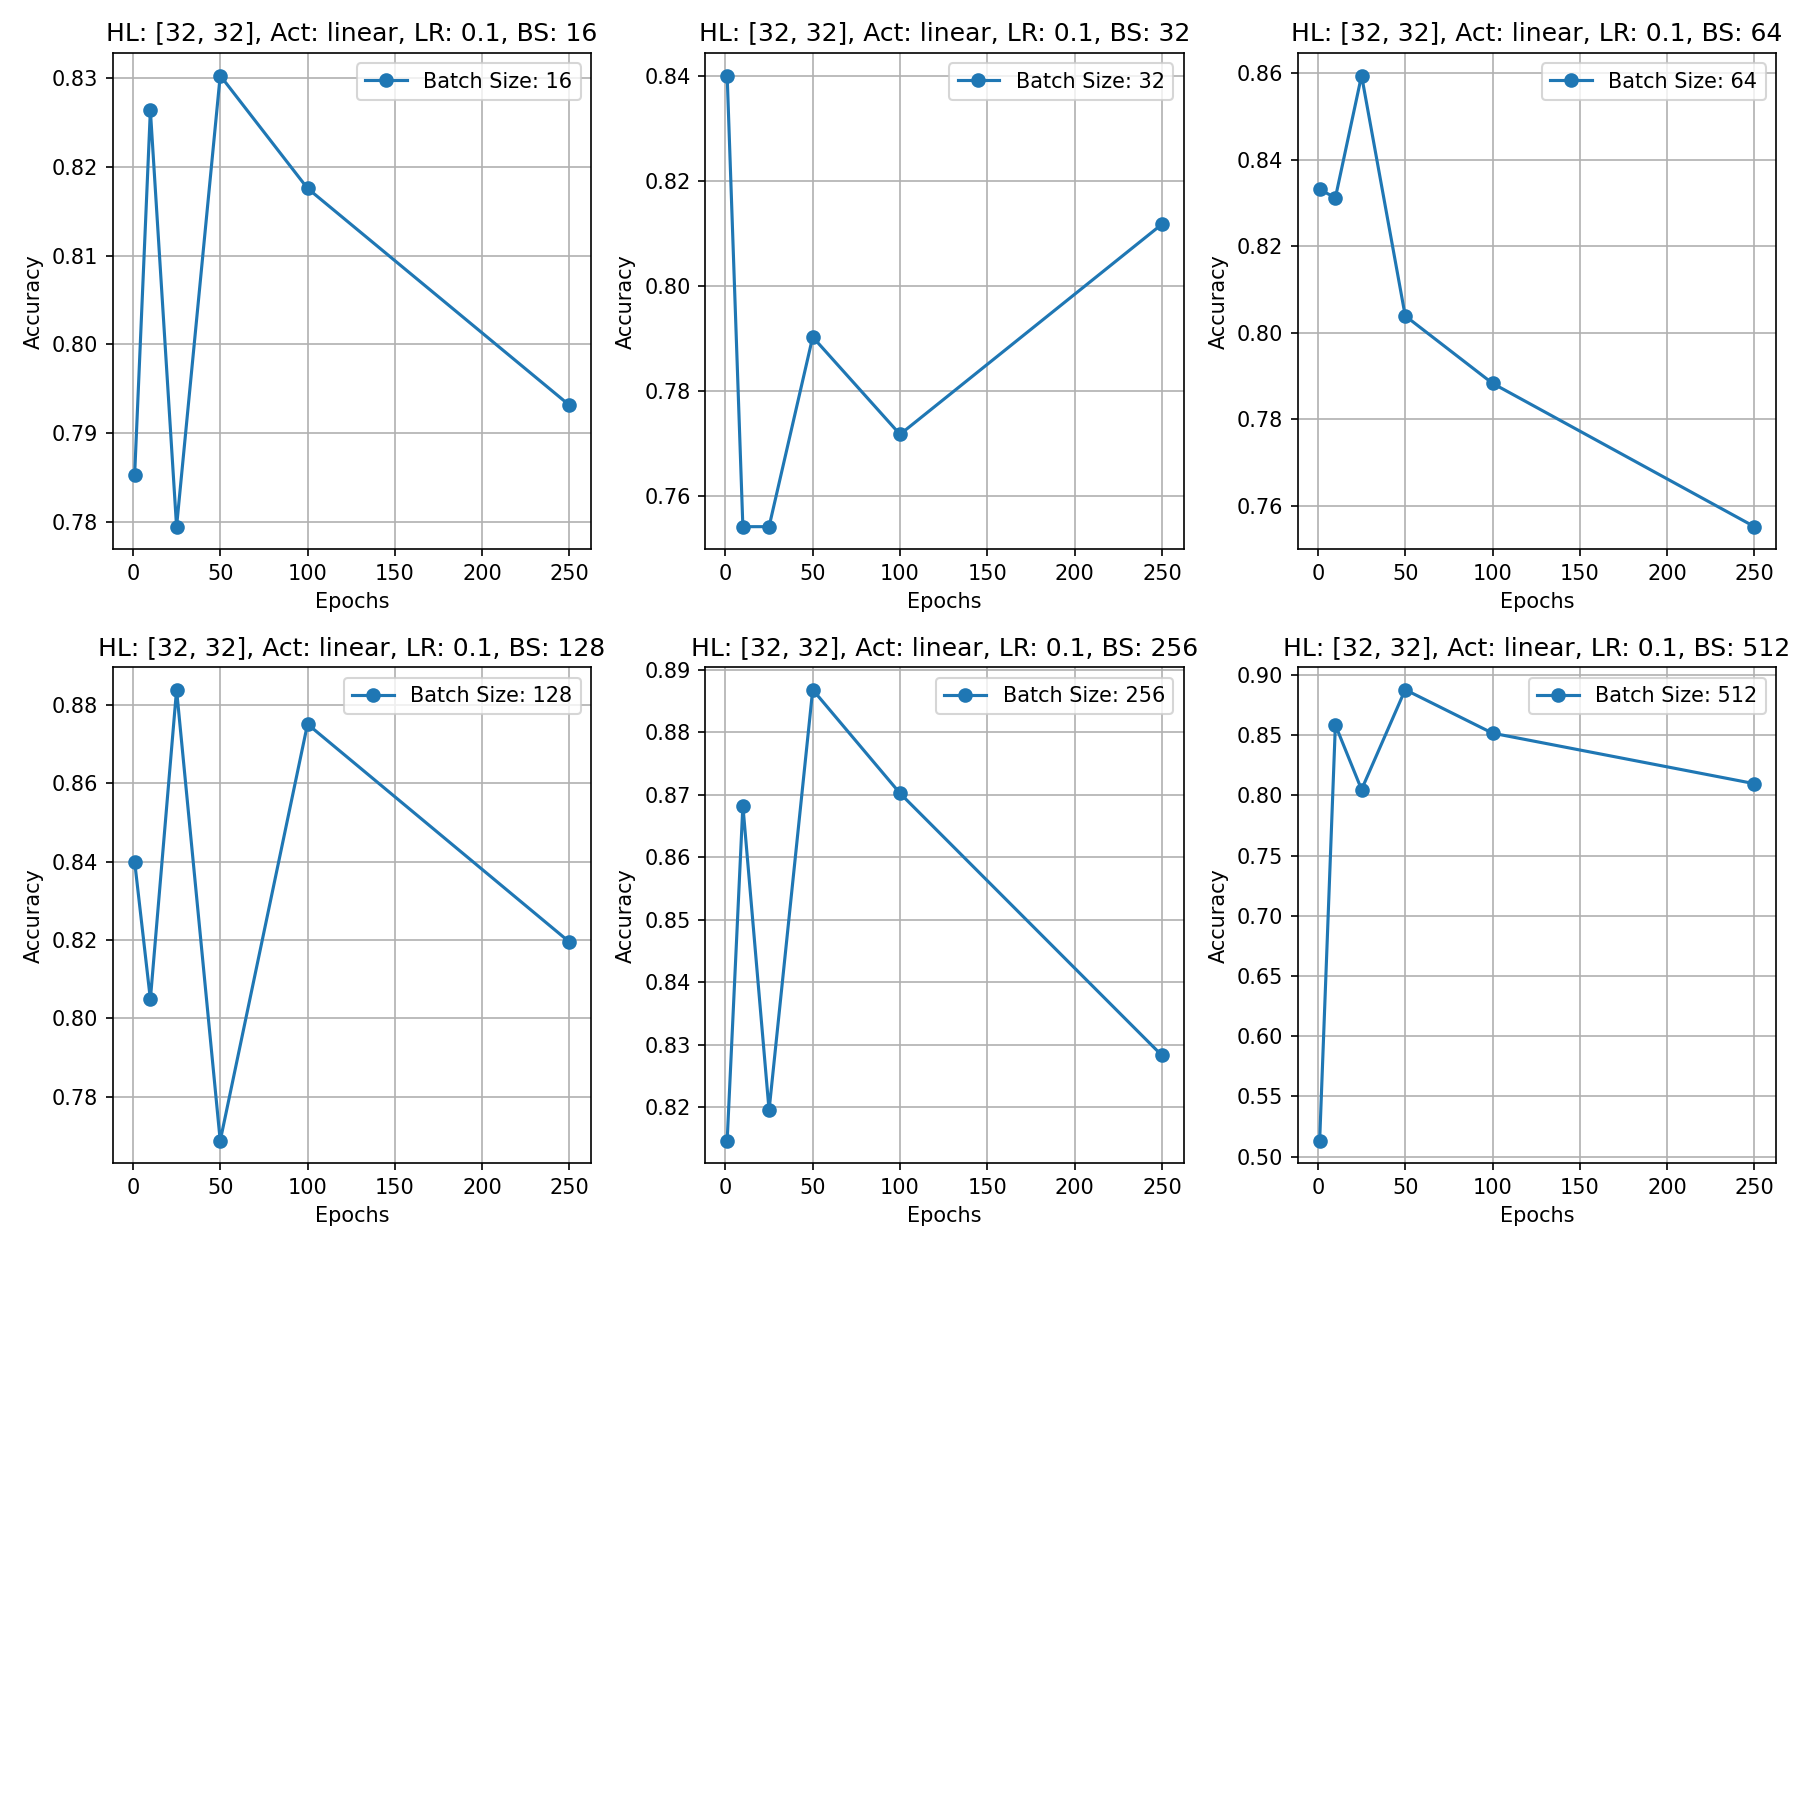 HL: [32, 32], Act: linear, LR: 0.1, BS: 16
Batch Size: 16
Accuracy
0.83
0.82
0.81
0.80
0.79
0.78
0 50 100 150 200 250
Epochs
HL: [32, 32], Act: linear, LR: 0.1, BS: 32
Batch Size: 32
Accuracy
0.84
0.82
0.80
0.78
0.76
0 50 100 150 200 250
Epochs
HL: [32, 32], Act: linear, LR: 0.1, BS: 64
Batch Size: 64
Accuracy
0.86
0.84
0.82
0.80
0.78
0.76
0 50 100 150 200 250
Epochs
HL: [32, 32], Act: linear, LR: 0.1, BS: 128
Batch Size: 128
Accuracy
0.88
0.86
0.84
0.82
0.80
0.78
0 50 100 150 200 250
Epochs
HL: [32, 32], Act: linear, LR: 0.1, BS: 256
Batch Size: 256
Accuracy
0.89
0.88
0.87
0.86
0.85
0.84
0.83
0.82
0 50 100 150 200 250
Epochs
HL: [32, 32], Act: linear, LR: 0.1, BS: 512
Batch Size: 512
Accuracy
0.90
0.85
0.80
0.75
0.70
0.65
0.60
0.55
0.50
0 50 100 150 200 250
Epochs